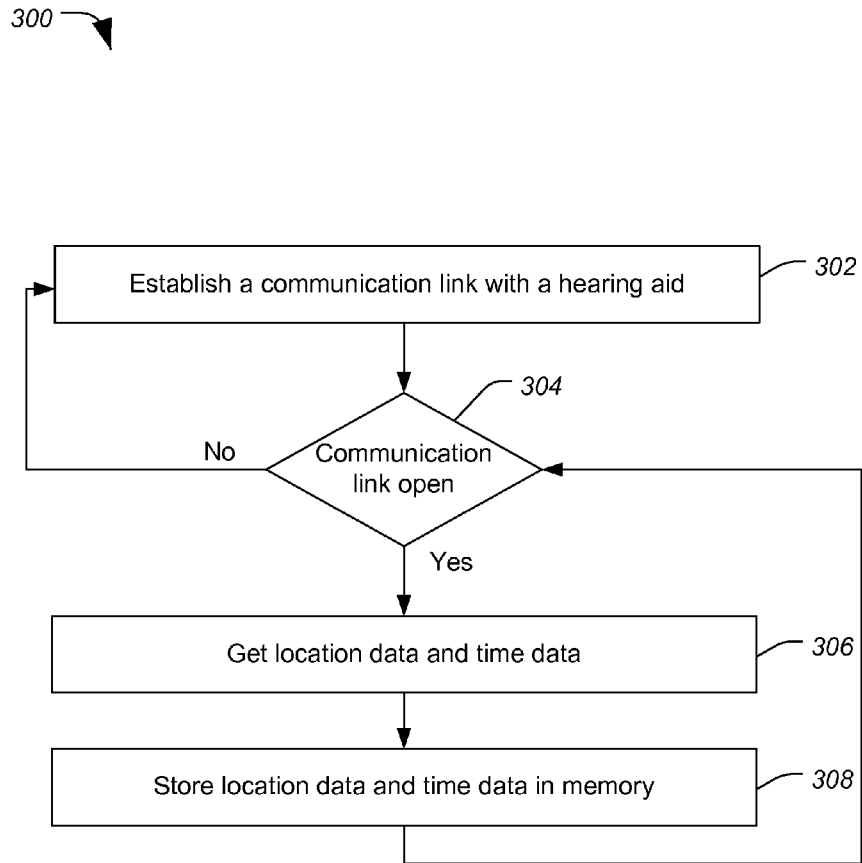 300
Establish a communication link with a hearing aid
302
304
No
Communication
link open
Yes
Get location data and time data
306
Store location data and time data in memory
308